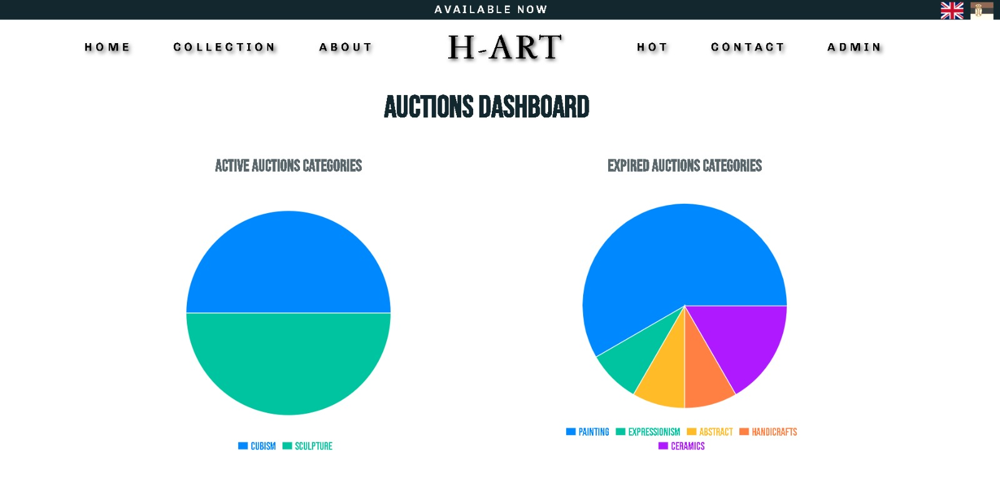 AVAILABLE NOW
HOME COLLECTION ABOUT H-ART HOT CONTACT ADMIN
AUCTIONS DASHBOARD
ACTIVE AUCTIONS CATEGORIES
CUBISM SCULPTURE
EXPIRED AUCTIONS CATEGORIES
PAINTING EXPRESSIONISM ABSTRACT HANDICRAFTS
CERAMICS